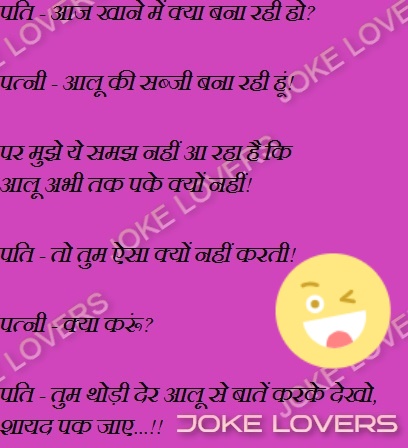 पति - आज खाने में क्या बना रही हो?
पत्नी - आलू की सब्जी बना रही हूं!
पर मुझे ये समझ नहीं आ रहा है कि
आलू अभी तक पके क्यों नहीं!
पति - तो तुम ऐसा क्यों नहीं करती!
पत्नी - क्या करूं?
पति - तुम थोड़ी देर आलू से बातें करके देखो,
शायद पक जाए...!!
JOKE LOVERS